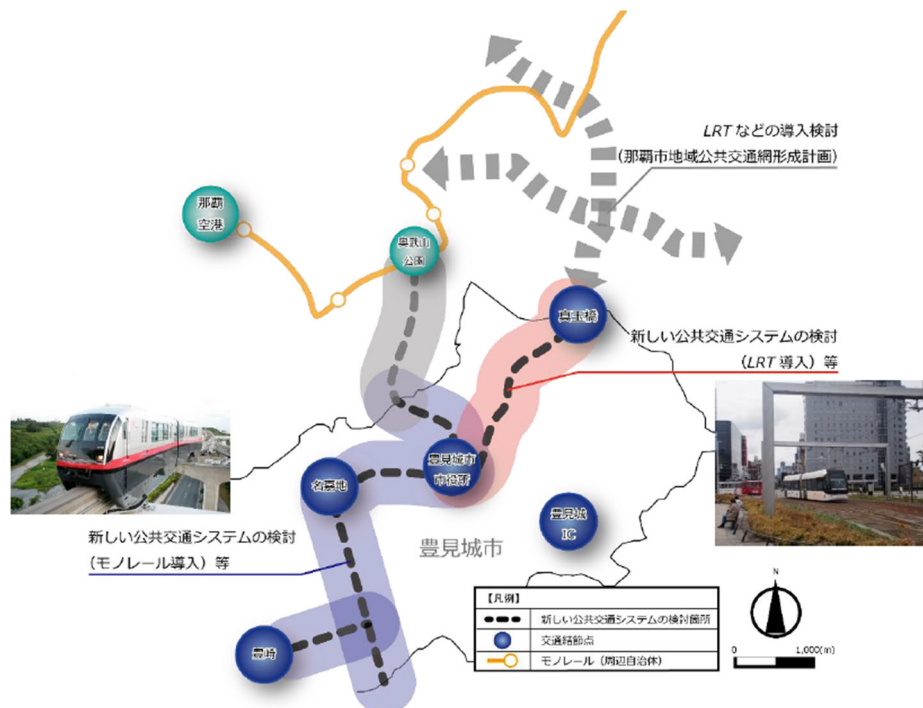 LRT などの導入検討
(那覇市地域公共交通網形成計画)
那覇
空港
奥武山
公園
真玉橋
新しい公共交通システムの検討
(LRT 導入) 等
豊見城市
市役所
名嘉地
豊見城
IC
新しい公共交通システムの検討
(モノレール導入) 等
豊見城市
豊崎
【凡例】
新しい公共交通システムの検討箇所
交通結節点
モノレール (周辺自治体)
N
0 1,000(m)